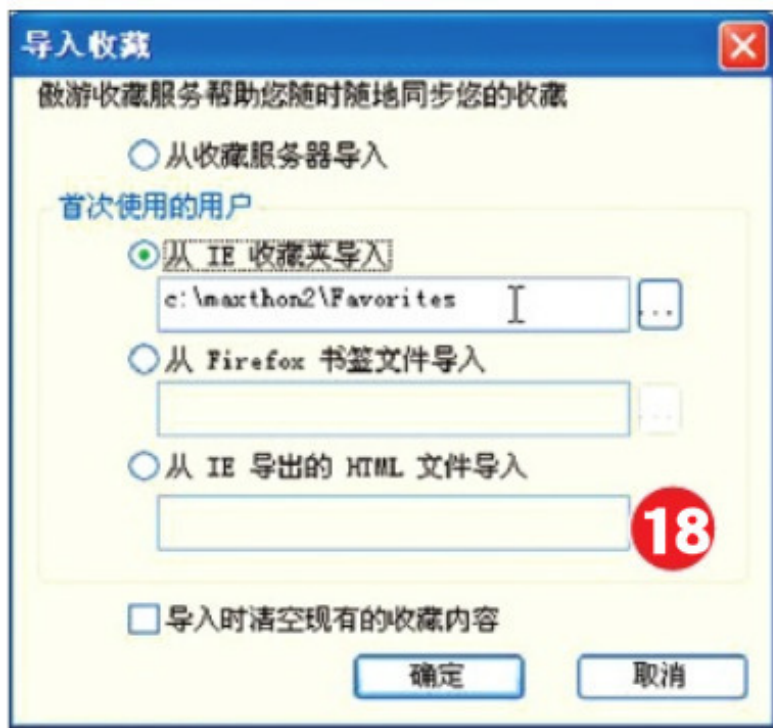 导入收藏
傲游收藏服务帮助您随时随地同步您的收藏
从收藏服务器导入
首次使用的用户
从 IE 收藏夹导入
c:\maxthon2\Favorites
...
从 Firefox 书签文件导入
...
从 IE 导出的 HTML 文件导入
18
导入时清空现有的收藏内容
确定 取消